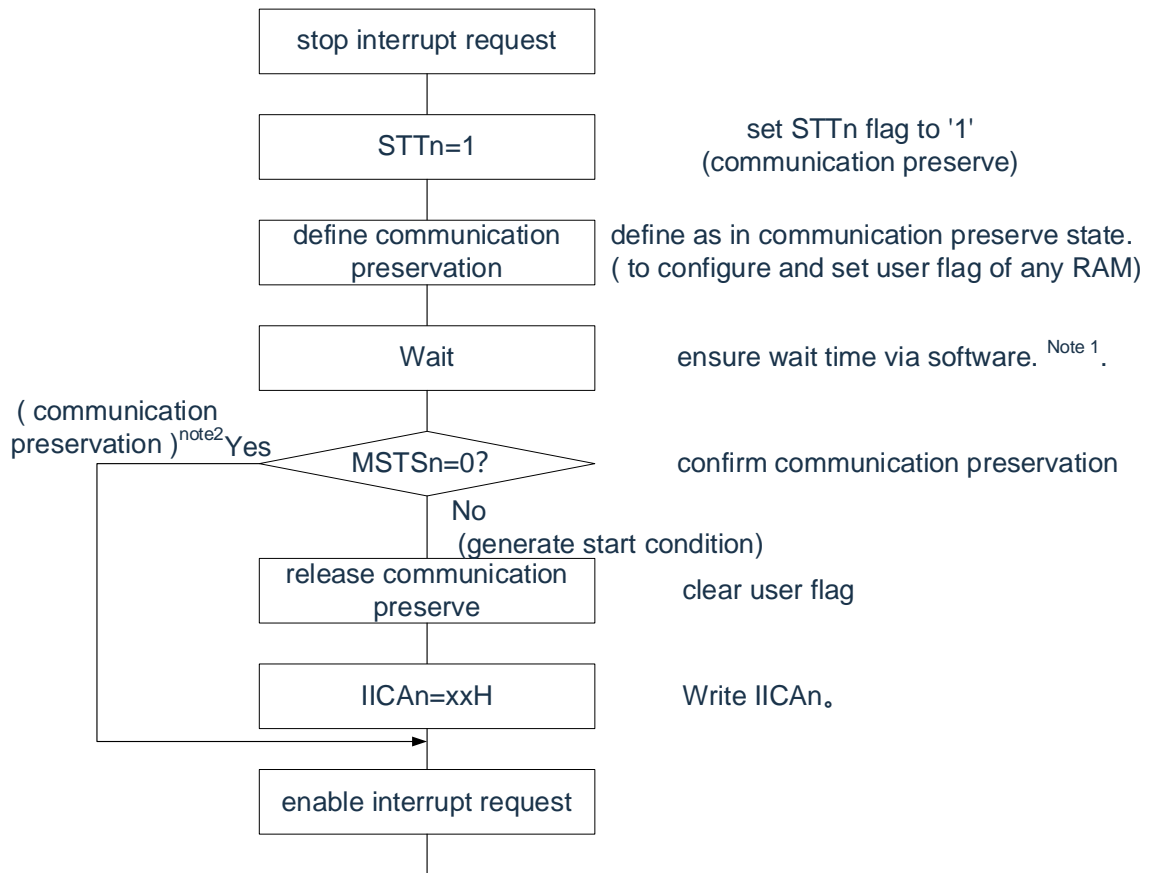 stop interrupt request
STTn=1
set STTn flag to '1'
(communication preserve)
define communication
preservation
define as in communication preserve state.
( to configure and set user flag of any RAM)
Wait
ensure wait time via software. Note 1.
( communication
preservation )note2 Yes
MSTSn=0?
confirm communication preservation
No
(generate start condition)
release communication
preserve
clear user flag
IICAn=xxH
Write IICAn。
enable interrupt request